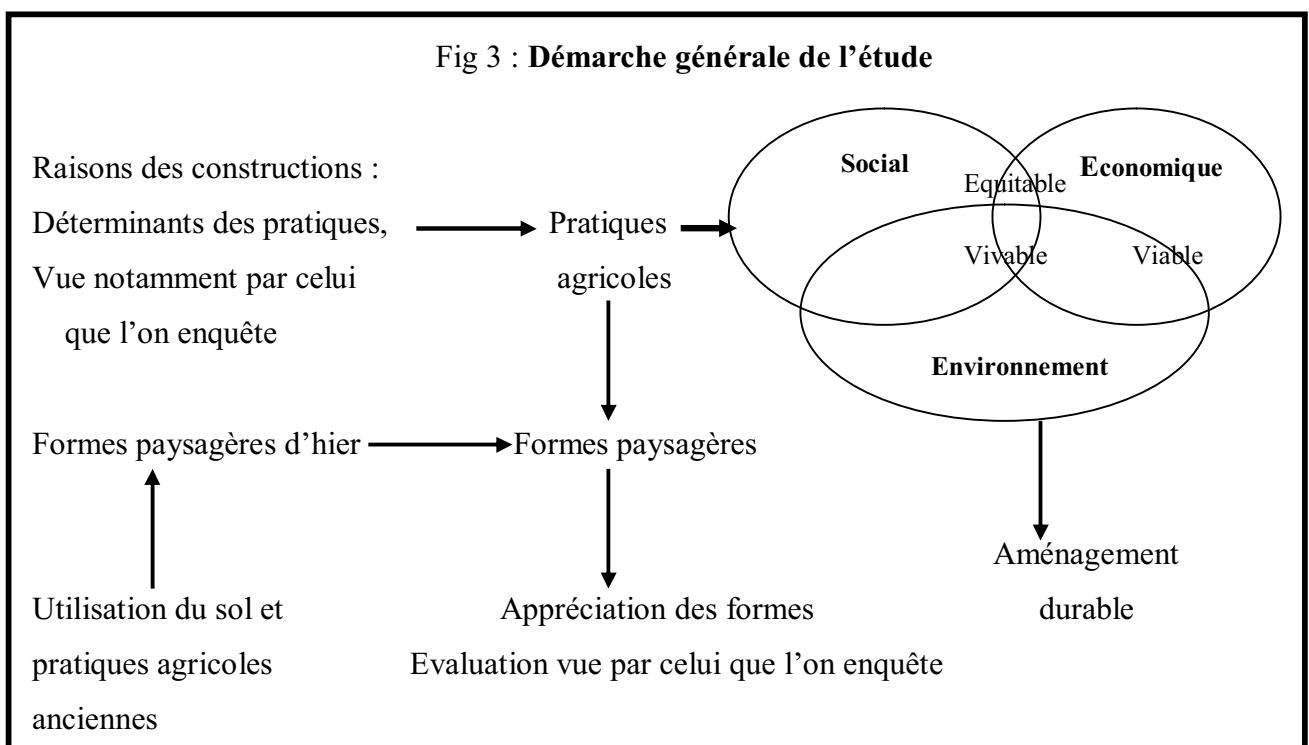 Fig 3 : Démarche générale de l’étude
Raisons des constructions :
Déterminants des pratiques,
Vue notamment par celui
que l’on enquête
Pratiques
agricoles
Social
Equitable
Economique
Vivable
Viable
Environnement
Formes paysagères d’hier
Formes paysagères
Utilisation du sol et
pratiques agricoles
anciennes
Appréciation des formes
Evaluation vue par celui que l’on enquête
Aménagement
durable